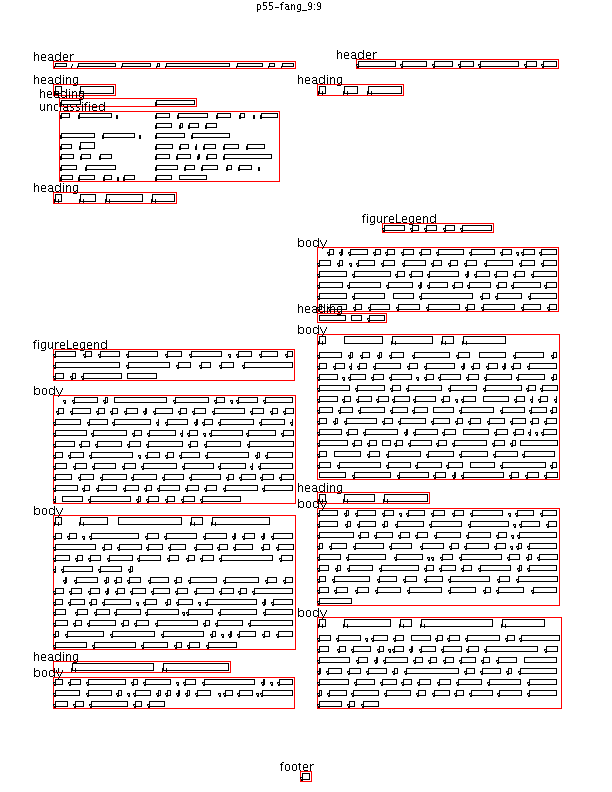 p55-fang_9:9
header
header
heading
heading
heading
unclassified
heading
figureLegend
body
heading
body
figureLegend
body
heading
body
body
body
heading
body
footer